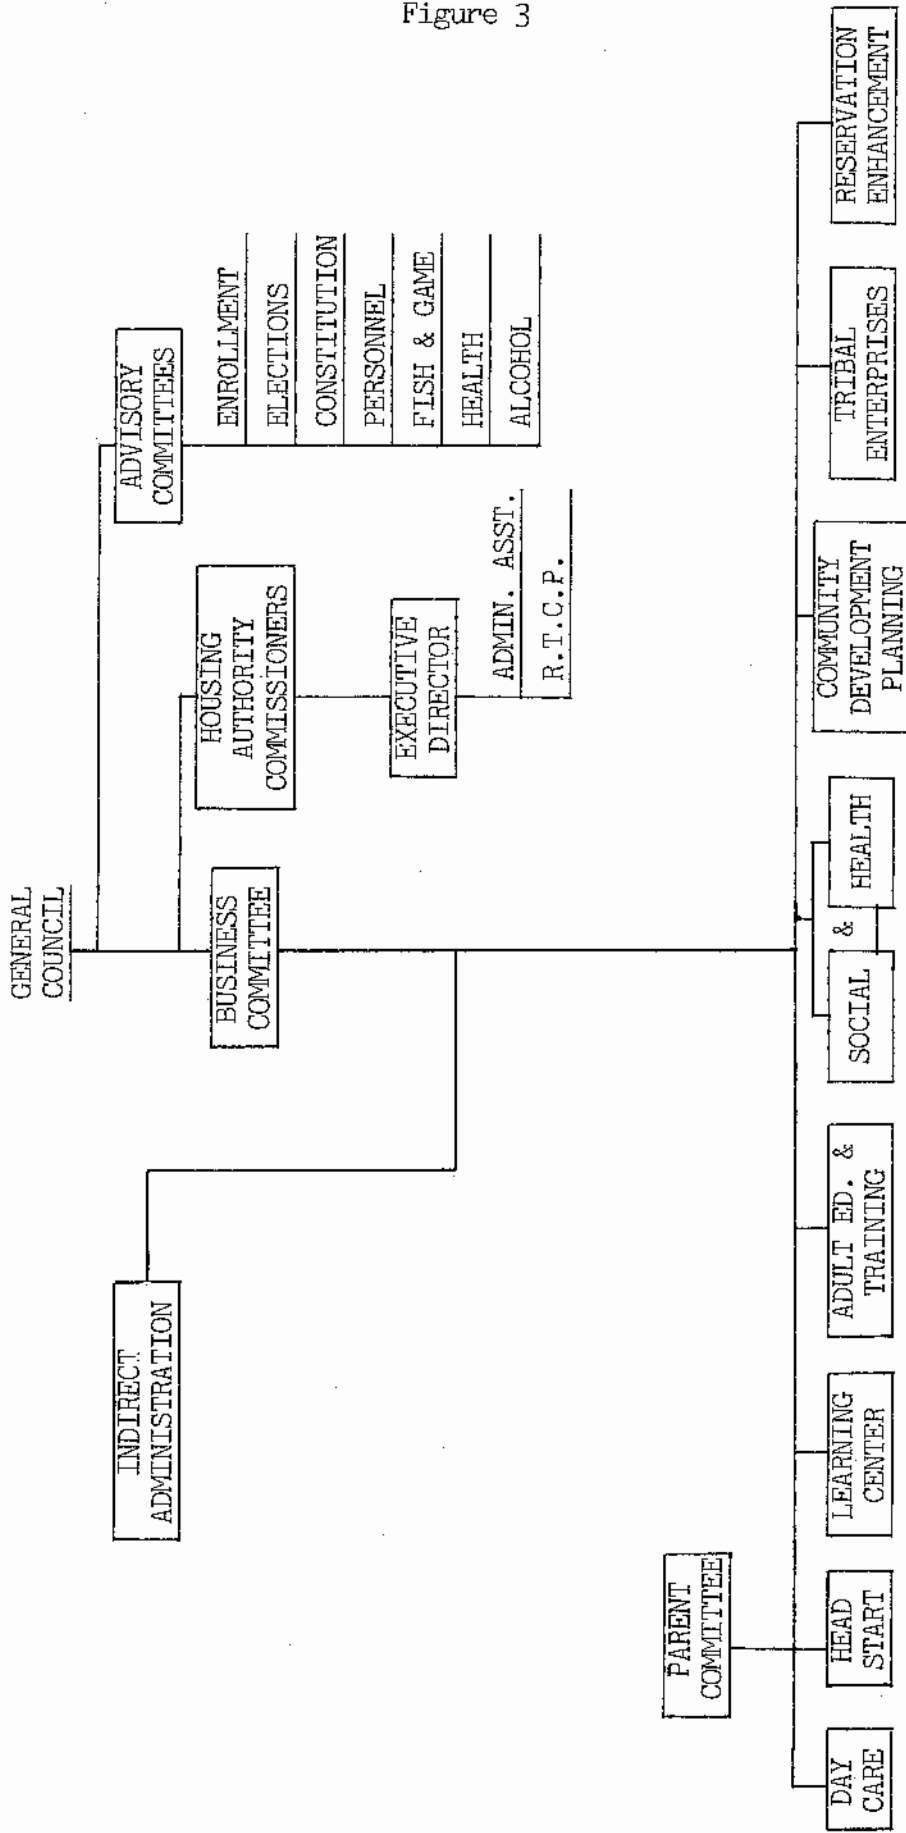 Figure 3
GENERAL
COUNCIL
ADVISORY
COMMITTEES
ENROLLMENT
ELECTIONS
CONSTITUTION
PERSONNEL
FISH & GAME
HEALTH
ALCOHOL
HOUSING
AUTHORITY
COMMISSIONERS
EXECUTIVE
DIRECTOR
ADMIN. ASST.
R.T.C.P.
BUSINESS
COMMITTEE
INDIRECT
ADMINISTRATION
PARENT
COMMITTEE
DAY
CARE
HEAD
START
LEARNING
CENTER
ADULT ED. &
TRAINING
SOCIAL & HEALTH
COMMUNITY
DEVELOPMENT
PLANNING
TRIBAL
ENTERPRISES
RESERVATION
ENHANCEMENT